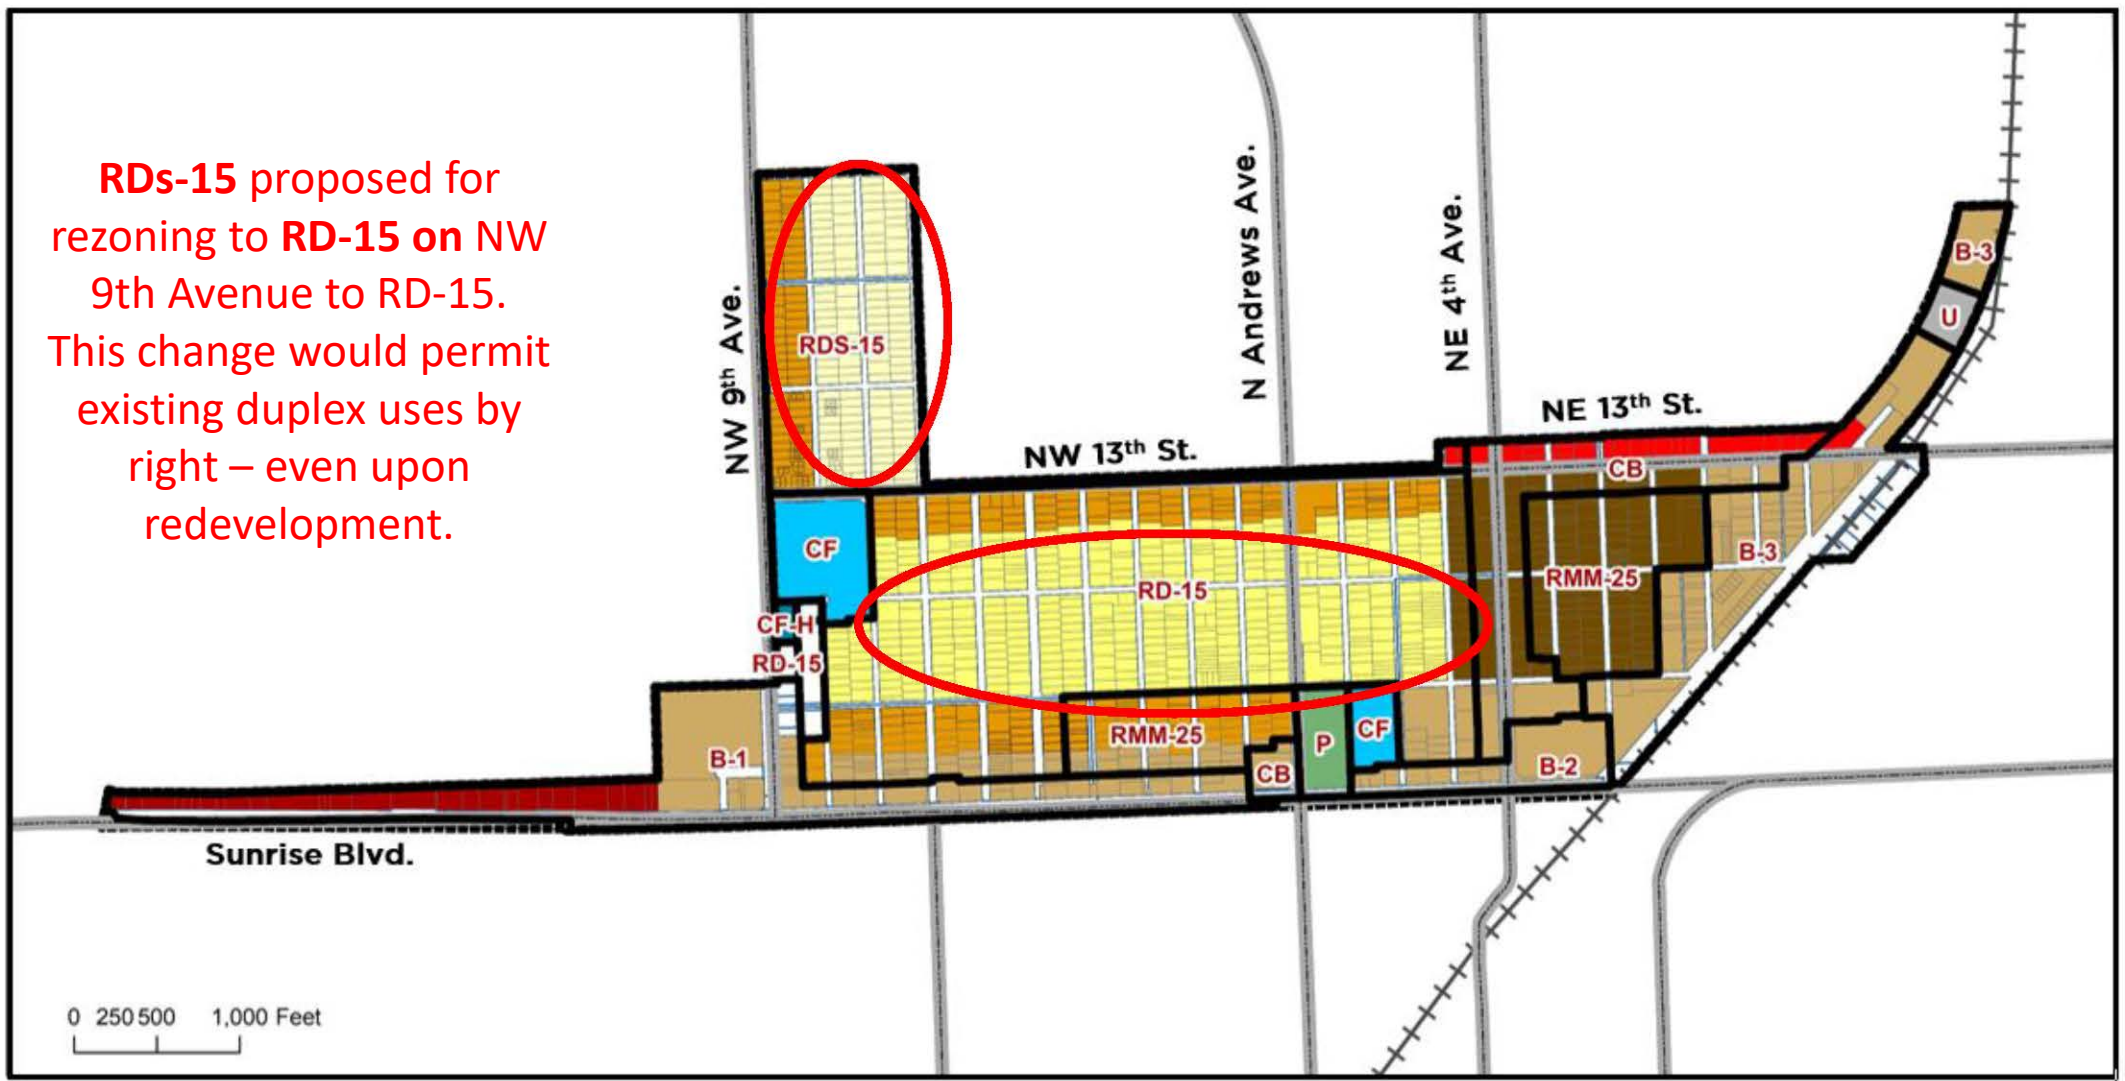 RDs-15 proposed for
rezoning to RD-15 on NW
9th Avenue to RD-15.
This change would permit
existing duplex uses by
right – even upon
redevelopment.
NW 9th Ave.
N Andrews Ave.
NE 4th Ave.
B-3
U
RDS-15
NE 13th St.
NW 13th St.
CB
CF
B-3
RMM-25
RD-15
CF-H
RD-15
CF
RMM-25
P
B-1
CB
B-2
Sunrise Blvd.
0 250 500 1,000 Feet